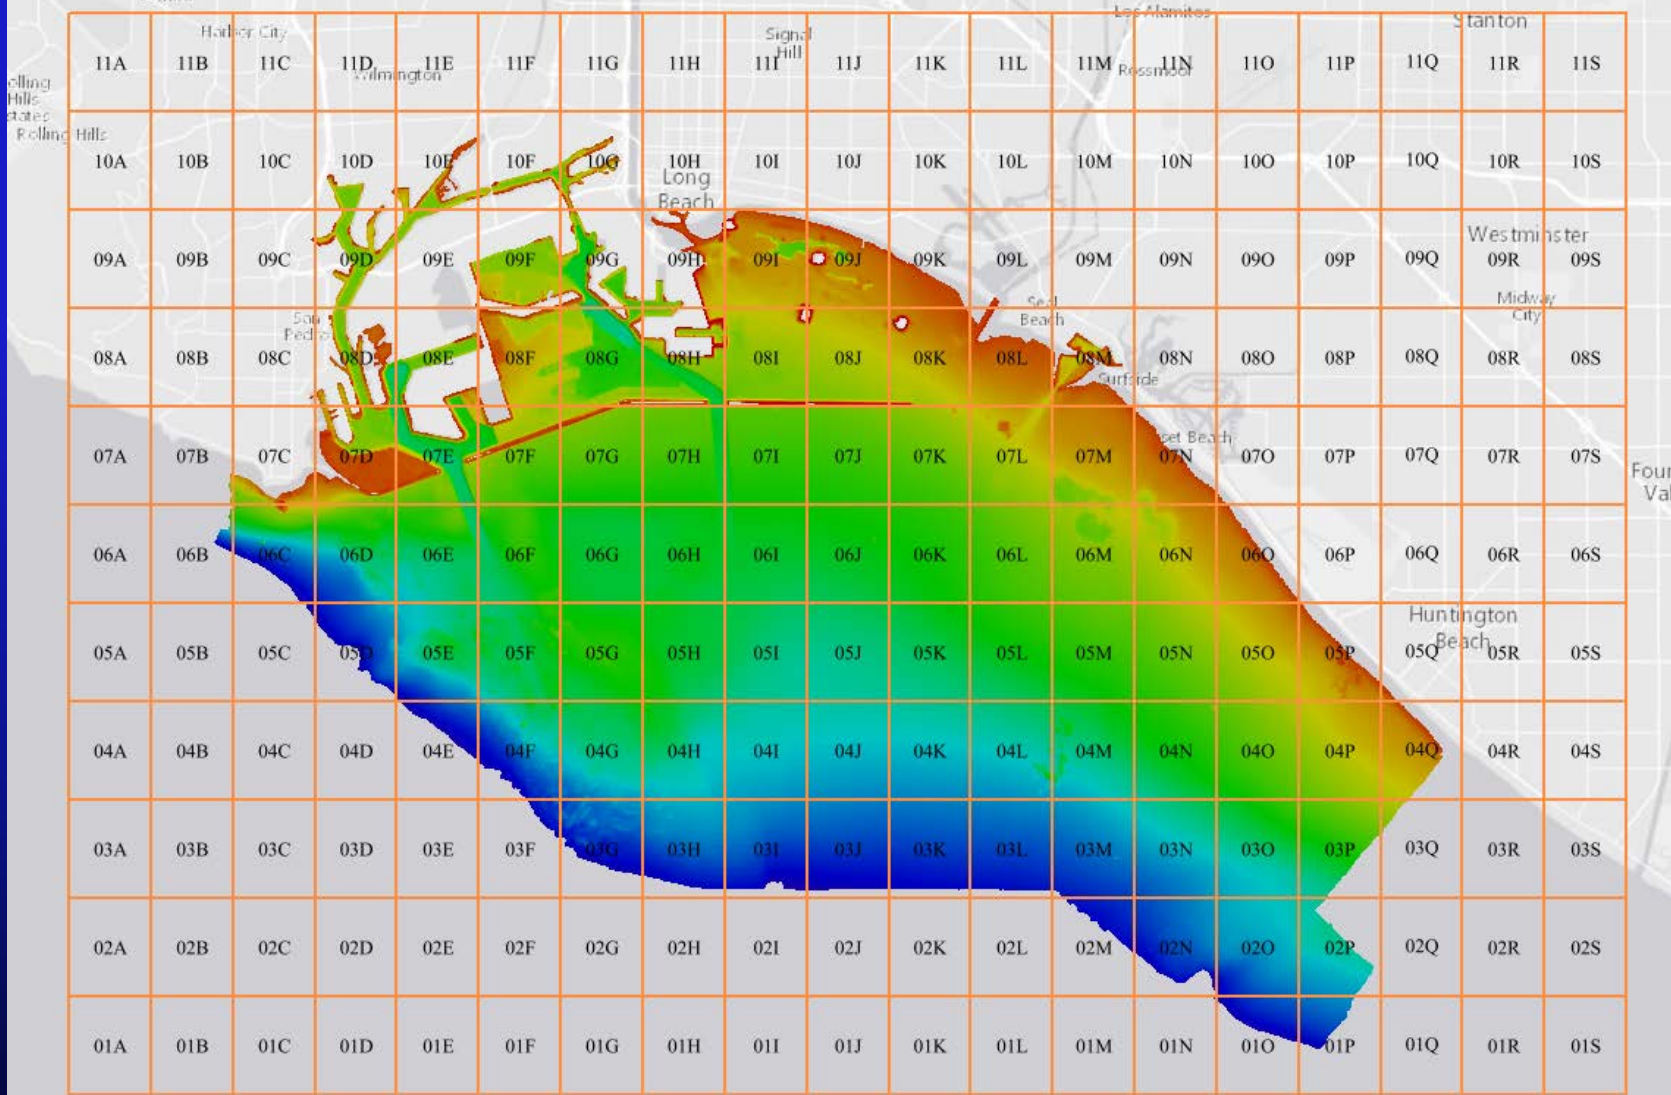 Los Alamitos
Stanton
Harbor City
Signal
Hill
11A 11B 11C 11D 11E 11F 11G 11H 11I 11J 11K 11L 11M 11N 11O 11P 11Q 11R 11S
Wilmington
Rossmoor
olling
Hills
states
Rolling Hills
10A 10B 10C 10D 10E 10F 10G 10H 10I 10J 10K 10L 10M 10N 10O 10P 10Q 10R 10S
Long
Beach
Westminster
09A 09B 09C 09D 09E 09F 09G 09H 09I 09J 09K 09L 09M 09N 09O 09P 09Q 09R 09S
Seal
Beach
Midway
City
San
Pedro
08A 08B 08C 08D 08E 08F 08G 08H 08I 08J 08K 08L 08M 08N 08O 08P 08Q 08R 08S
Surfside
set Beach
07A 07B 07C 07D 07E 07F 07G 07H 07I 07J 07K 07L 07M 07N 07O 07P 07Q 07R 07S
Foun
Val
06A 06B 06C 06D 06E 06F 06G 06H 06I 06J 06K 06L 06M 06N 06O 06P 06Q 06R 06S
Huntington
Beach
05A 05B 05C 05D 05E 05F 05G 05H 05I 05J 05K 05L 05M 05N 05O 05P 05Q 05R 05S
04A 04B 04C 04D 04E 04F 04G 04H 04I 04J 04K 04L 04M 04N 04O 04P 04Q 04R 04S
03A 03B 03C 03D 03E 03F 03G 03H 03I 03J 03K 03L 03M 03N 03O 03P 03Q 03R 03S
02A 02B 02C 02D 02E 02F 02G 02H 02I 02J 02K 02L 02M 02N 02O 02P 02Q 02R 02S
01A 01B 01C 01D 01E 01F 01G 01H 01I 01J 01K 01L 01M 01N 01O 01P 01Q 01R 01S